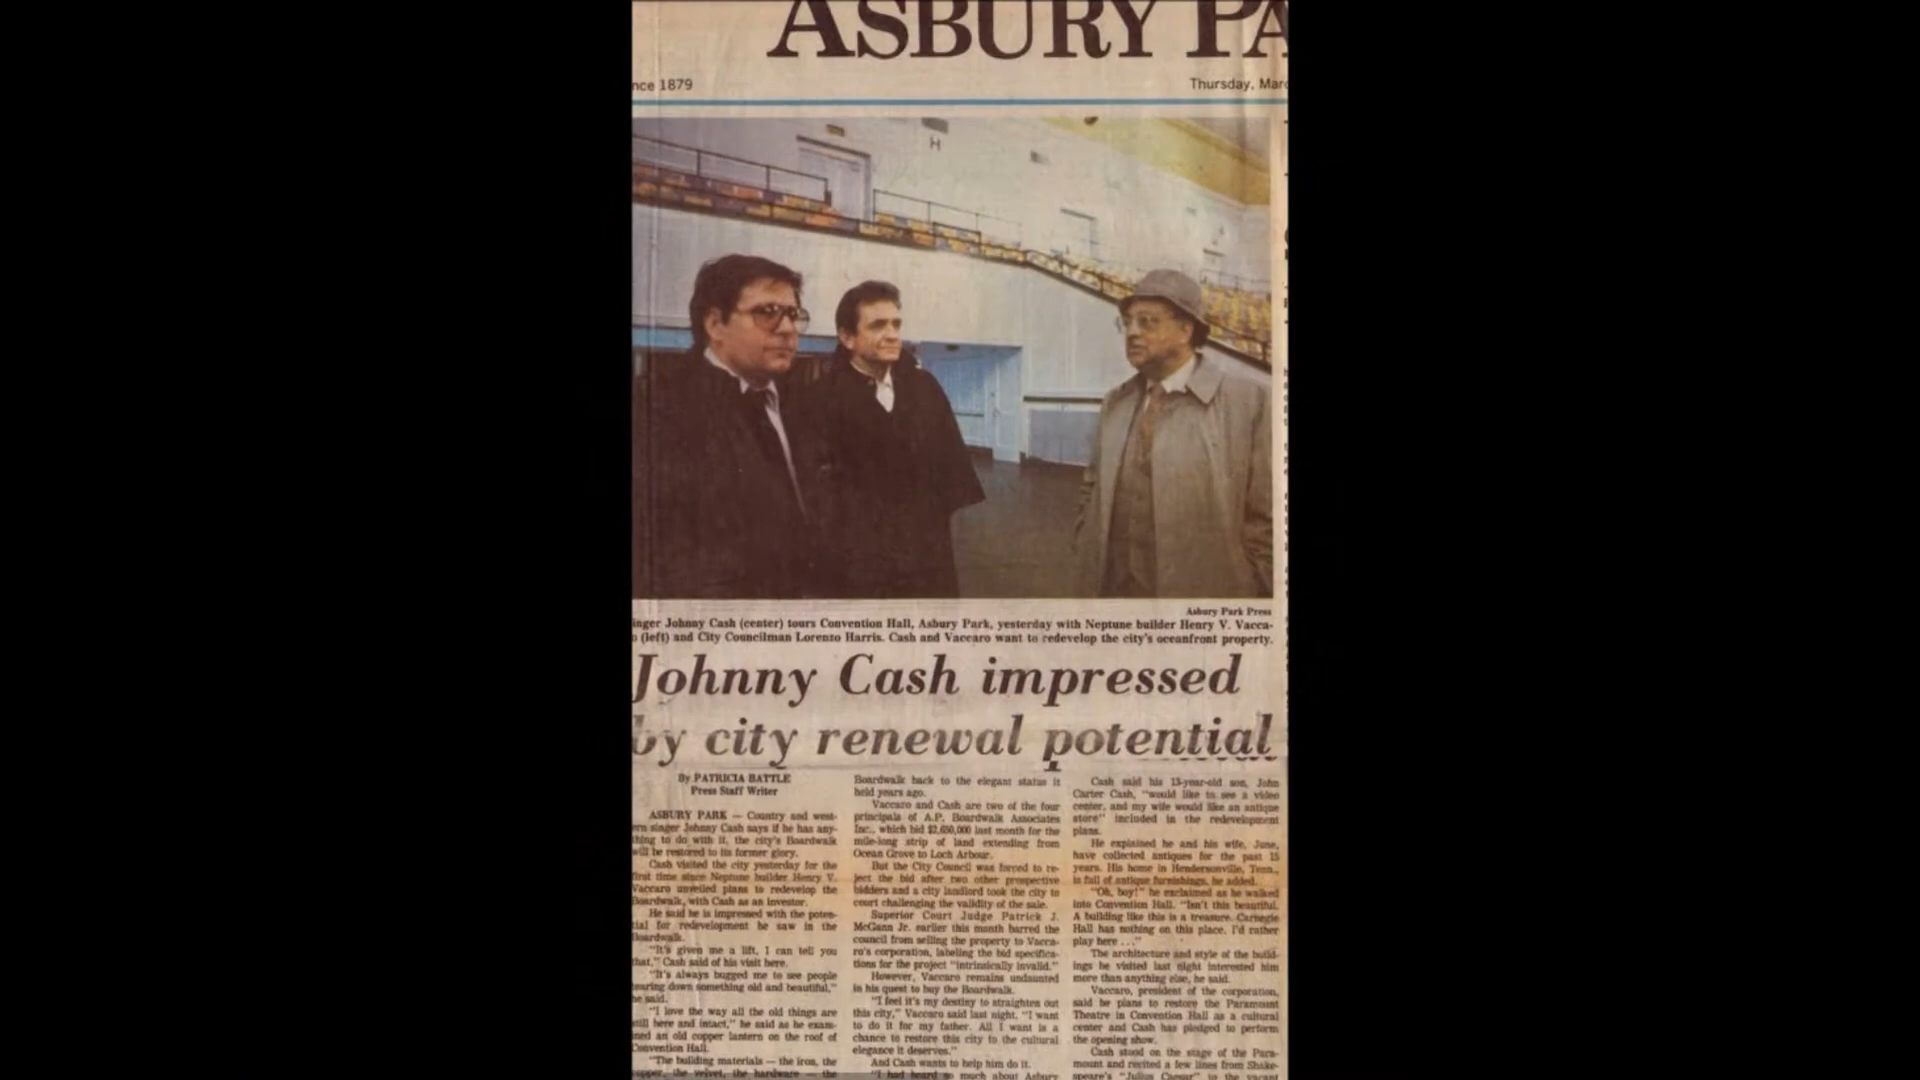 ASBURY PA
nce 1879
Thursday, Marc
H
Asbury Park Press
inger Johnny Cash (center) tours Convention Hall, Asbury Park, yesterday with Neptune builder Henry V. Vacca-
o (left) and City Councilman Lorenzo Harris. Cash and Vaccaro want to redevelop the city's oceanfront property.
Johnny Cash impressed
by city renewal potential
By PATRICIA BATTLE
Press Staff Writer
ASBURY PARK — Country and west-
ern singer Johnny Cash says if he has any-
thing to do with it, the city's Boardwalk
will be restored to its former glory.
Cash visited the city yesterday for the
first time since Neptune builder Henry V.
Vaccaro unveiled plans to redevelop the
Boardwalk, with Cash as an investor.
He said he is impressed with the poten-
tial for redevelopment he saw in the
Boardwalk.
"It's given me a lift, I can tell you
that," Cash said of his visit here.
"It's always bugged me to see people
tearing down something old and beautiful,"
he said.
"I love the way all the old things are
still here and intact," he said as he exam-
ined an old copper lantern on the roof of
Convention Hall.
"The building materials — the iron, the
copper, the velvet, the hardware — the
Boardwalk back to the elegant status it
held years ago.
Vaccaro and Cash are two of the four
principals of A.P. Boardwalk Associates
Inc., which bid $2,650,000 last month for the
mile-long strip of land extending from
Ocean Grove to Loch Arbour.
But the City Council was forced to re-
ject the bid after two other prospective
bidders and a city landlord took the city to
court challenging the validity of the sale.
Superior Court Judge Patrick J.
McGann Jr. earlier this month barred the
council from selling the property to Vacca-
ro's corporation, labeling the bid specifica-
tions for the project "intrinsically invalid."
However, Vaccaro remains undaunted
in his quest to buy the Boardwalk.
"I feel it's my destiny to straighten out
this city," Vaccaro said last night. "I want
to do it for my father. All I want is a
chance to restore this city to the cultural
elegance it deserves."
And Cash wants to help him do it.
"I had heard so much about Asbury
Cash said his 13-year-old son, John
Carter Cash, "would like to see a video
center, and my wife would like an antique
store" included in the redevelopment
plans.
He explained he and his wife, June,
have collected antiques for the past 15
years. His home in Hendersonville, Tenn.,
is full of antique furnishings, he added.
"Oh, boy!" he exclaimed as he walked
into Convention Hall. "Isn't this beautiful.
A building like this is a treasure. Carnegie
Hall has nothing on this place. I'd rather
play here . . ."
The architecture and style of the build-
ings he visited last night interested him
more than anything else, he said.
Vaccaro, president of the corporation,
said he plans to restore the Paramount
Theatre in Convention Hall as a cultural
center and Cash has pledged to perform
the opening show.
Cash stood on the stage of the Para-
mount and recited a few lines from Shake-
speare's "Julius Caesar" in the vacant